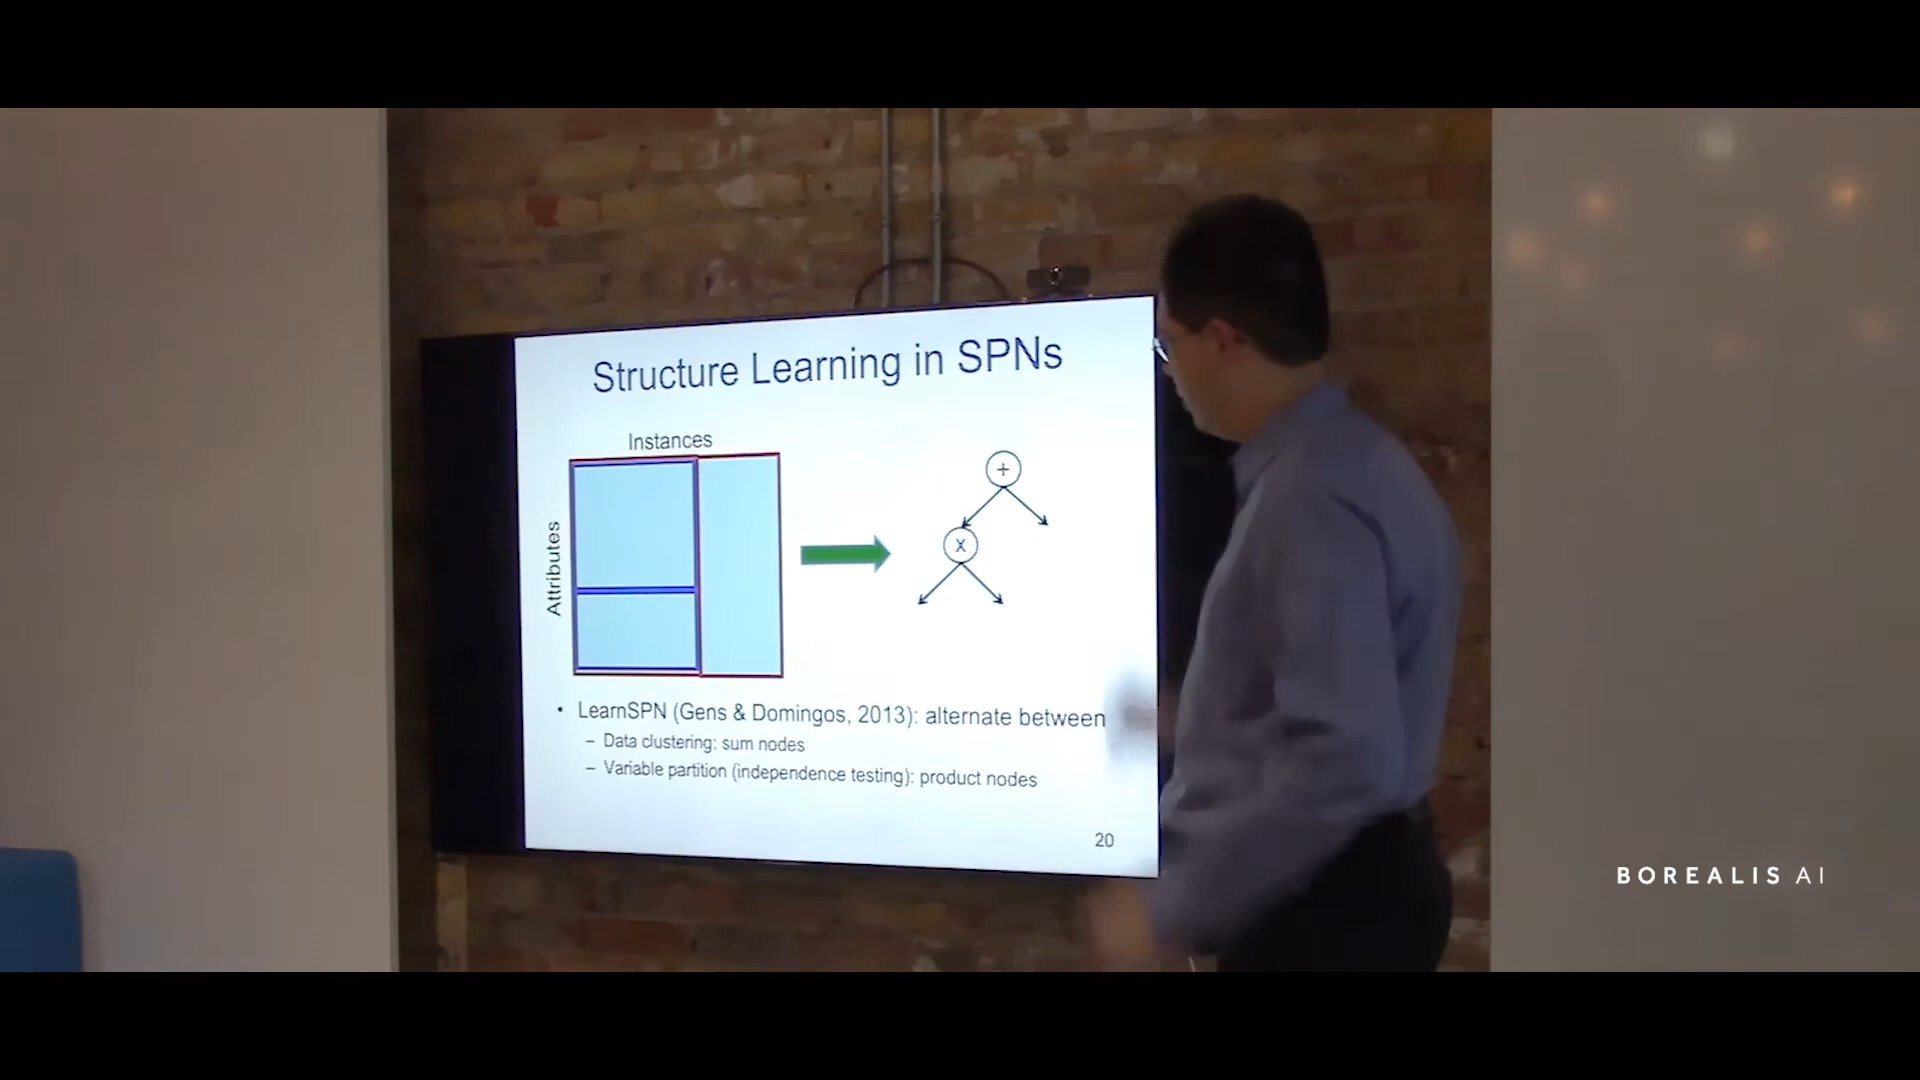 Structure Learning in SPNs
Instances
Attributes
+
x
• LearnSPN (Gens & Domingos, 2013): alternate between
– Data clustering: sum nodes
– Variable partition (independence testing): product nodes
20
BOREALIS AI